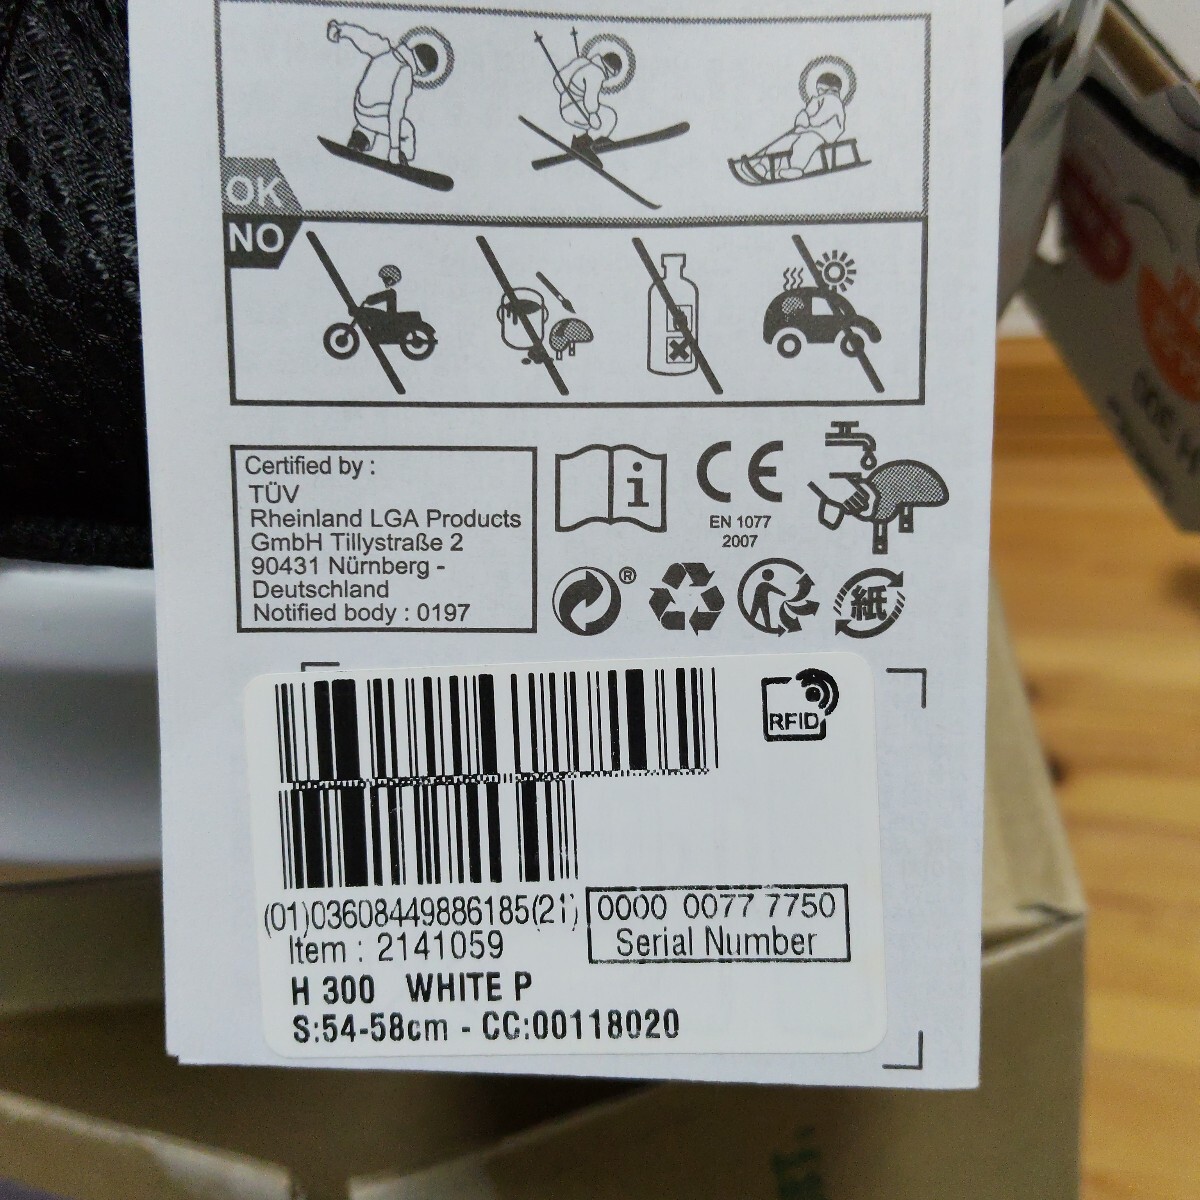 OK
NO
Certified by :
TÜV
Rheinland LGA Products
GmbH Tillystraße 2
90431 Nürnberg -
Deutschland
Notified body : 0197
i
CE
EN 1077
2007
®
紙
RFID
(01)03608449886185(21)
0000 0077 7750
Serial Number
Item : 2141059
H 300 WHITE P
S:54-58cm - CC:00118020